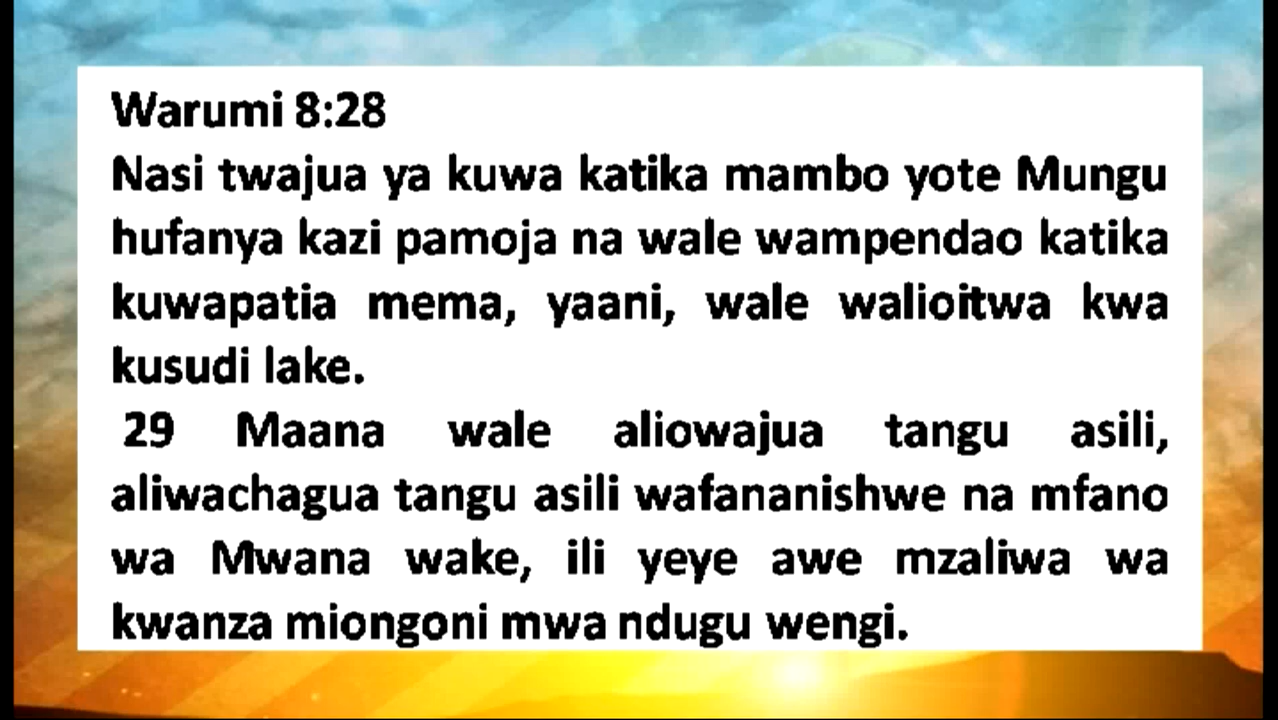 Warumi 8:28
Nasi twajua ya kuwa katika mambo yote Mungu
hufanya kazi pamoja na wale wampendao katika
kuwapatia mema, yaani, wale walioitwa kwa
kusudi lake.
29 Maana wale aliowajua tangu asili,
aliwachagua tangu asili wafananishwe na mfano
wa Mwana wake, ili yeye awe mzaliwa wa
kwanza miongoni mwa ndugu wengi.